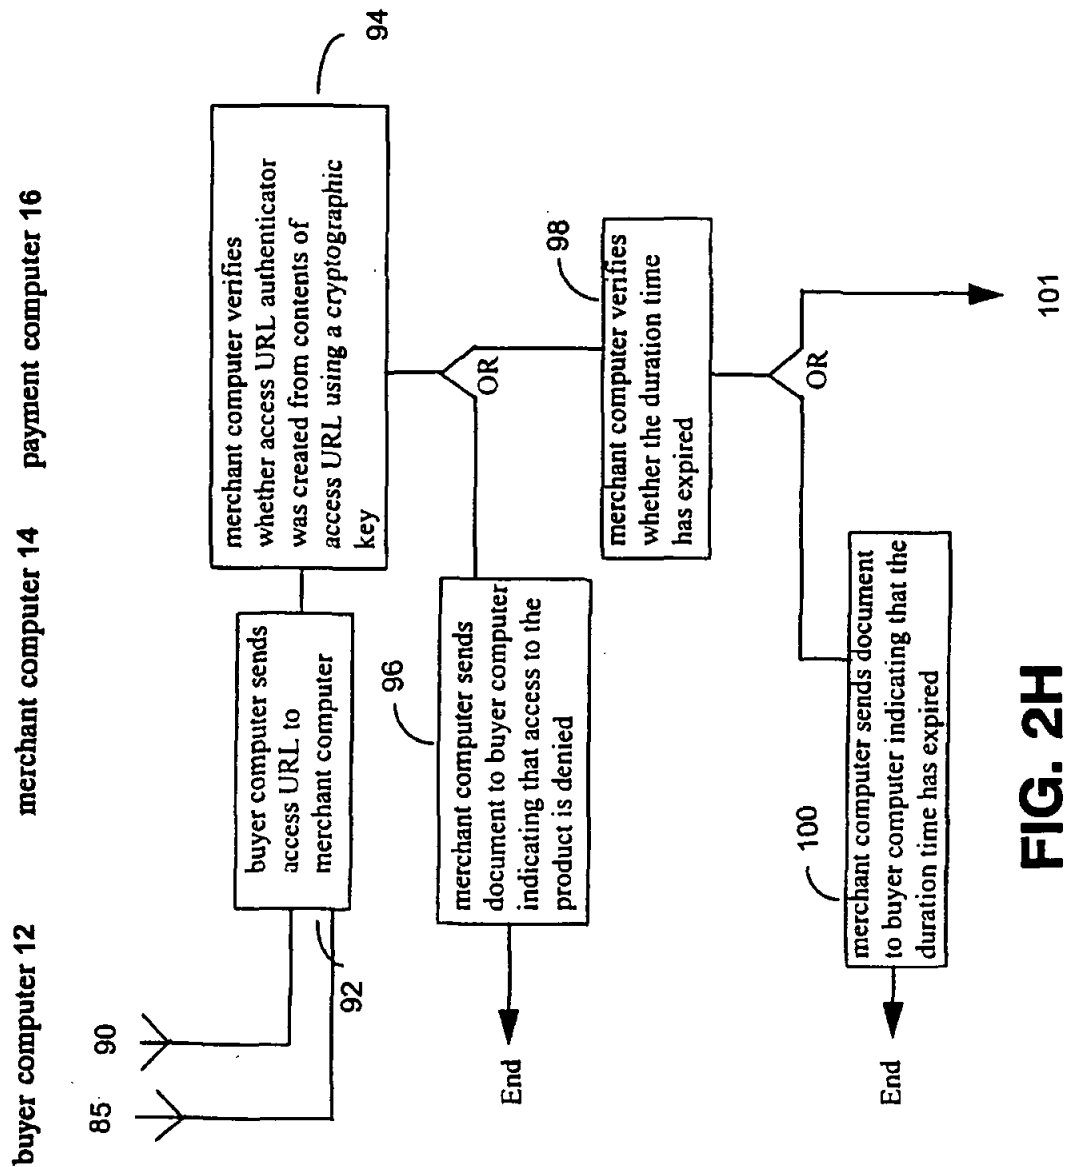 buyer computer 12
merchant computer 14
payment computer 16
85
90
92
buyer computer sends
access URL to
merchant computer
94
merchant computer verifies
whether access URL authenticator
was created from contents of
access URL using a cryptographic
key
OR
96
merchant computer sends
document to buyer computer
indicating that access to the
product is denied
End
98
merchant computer verifies
whether the duration time
has expired
OR
100
merchant computer sends document
to buyer computer indicating that the
duration time has expired
End
101
FIG. 2H